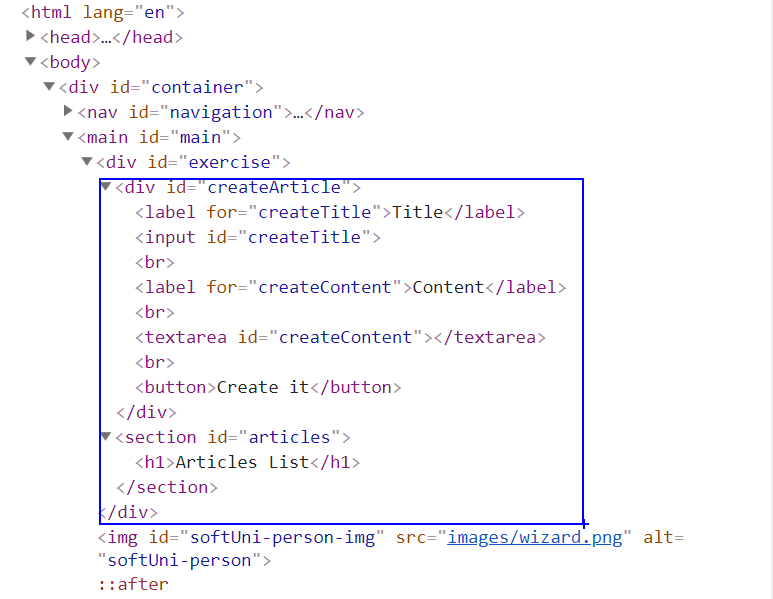 <html lang="en">
<head>…</head>
<body>
<div id="container">
<nav id="navigation">…</nav>
<main id="main">
<div id="exercise">
<div id="createArticle">
<label for="createTitle">Title</label>
<input id="createTitle">
<br>
<label for="createContent">Content</label>
<br>
<textarea id="createContent"></textarea>
<br>
<button>Create it</button>
</div>
<section id="articles">
<h1>Articles List</h1>
</section>
</div>
<img id="softUni-person-img" src="images/wizard.png" alt=
"softUni-person">
::after